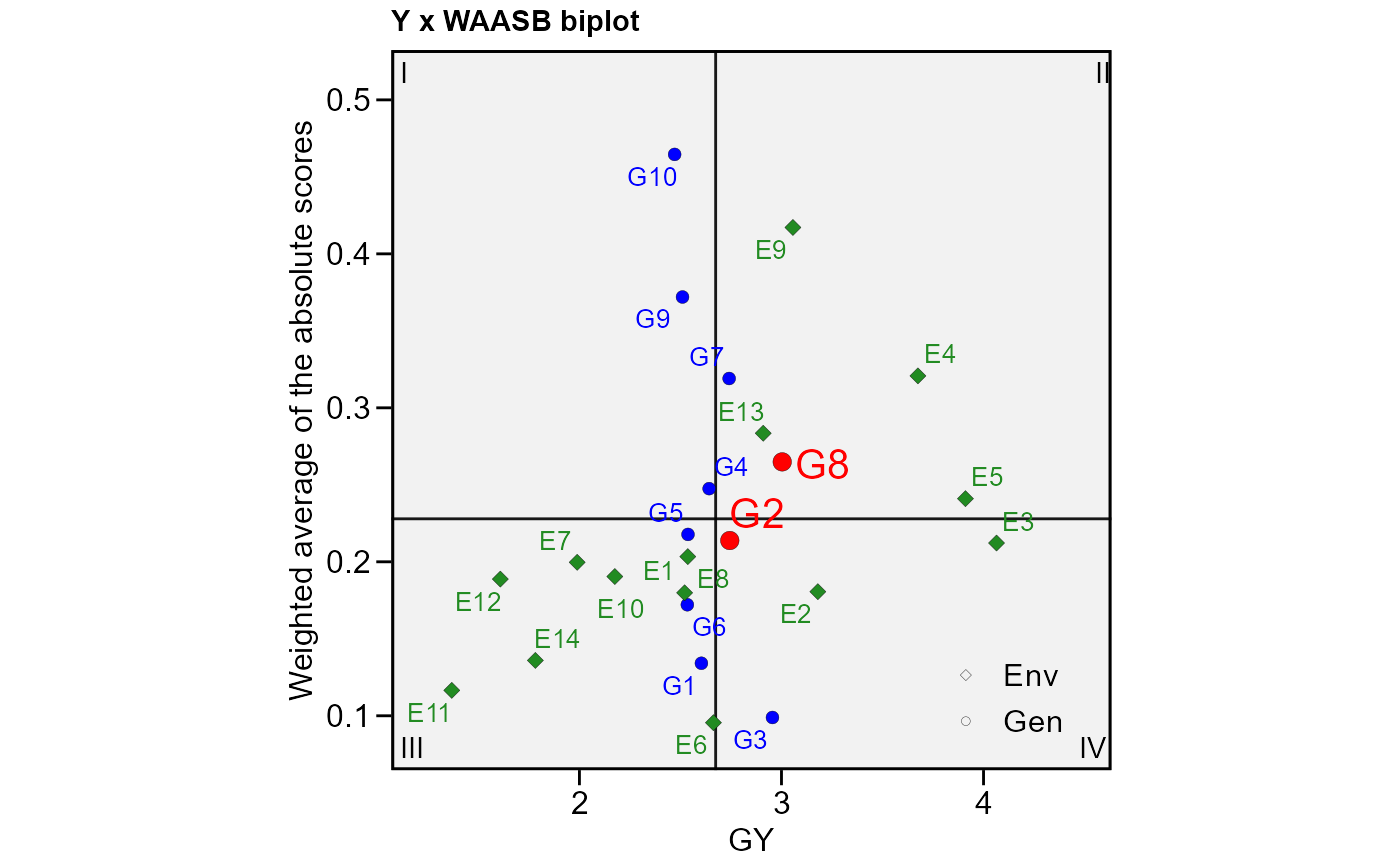 Y x WAASB biplot
I
II
0.5
G10
E9
0.4
G9
G7
E4
0.3
E13
G4
G8
E5
G5
G2
E3
E7
0.2
E1
E8
E12
E10
E2
G6
E14
G1
Env
E11
0.1
Gen
E6
G3
III
IV
2
3
4
GY
Weighted average of the absolute scores